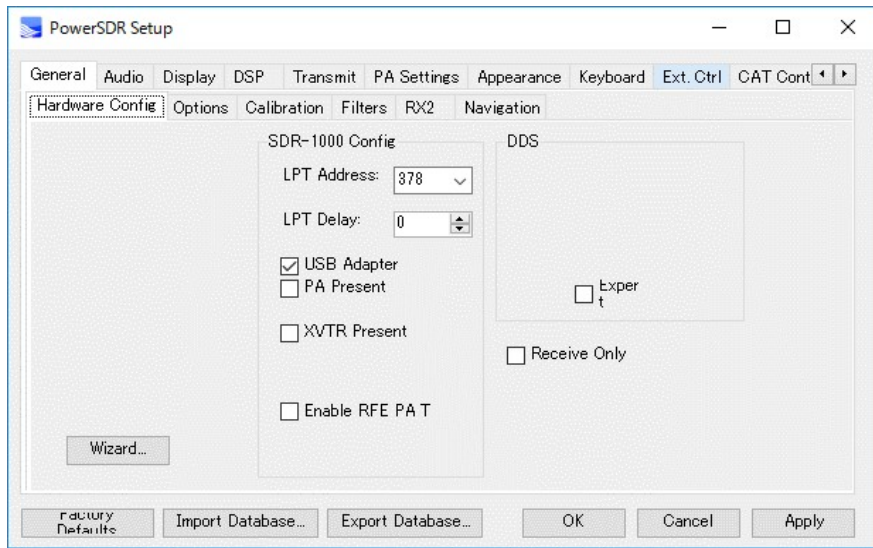 PowerSDR Setup
General Audio Display DSP Transmit PA Settings Appearance Keyboard Ext. Ctrl CAT Cont
Hardware Config Options Calibration Filters RX2 Navigation
SDR-1000 Config
LPT Address: 378
LPT Delay: 0
USB Adapter
PA Present
XVTR Present
Enable RFE PA T
DDS
Exper
t
Receive Only
Wizard...
Factory
Defaults
Import Database... Export Database... OK Cancel Apply